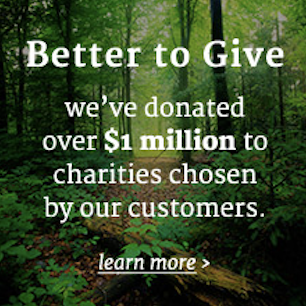 Better to Give
we’ve donated
over $1 million to
charities chosen
by our customers.
learn more >